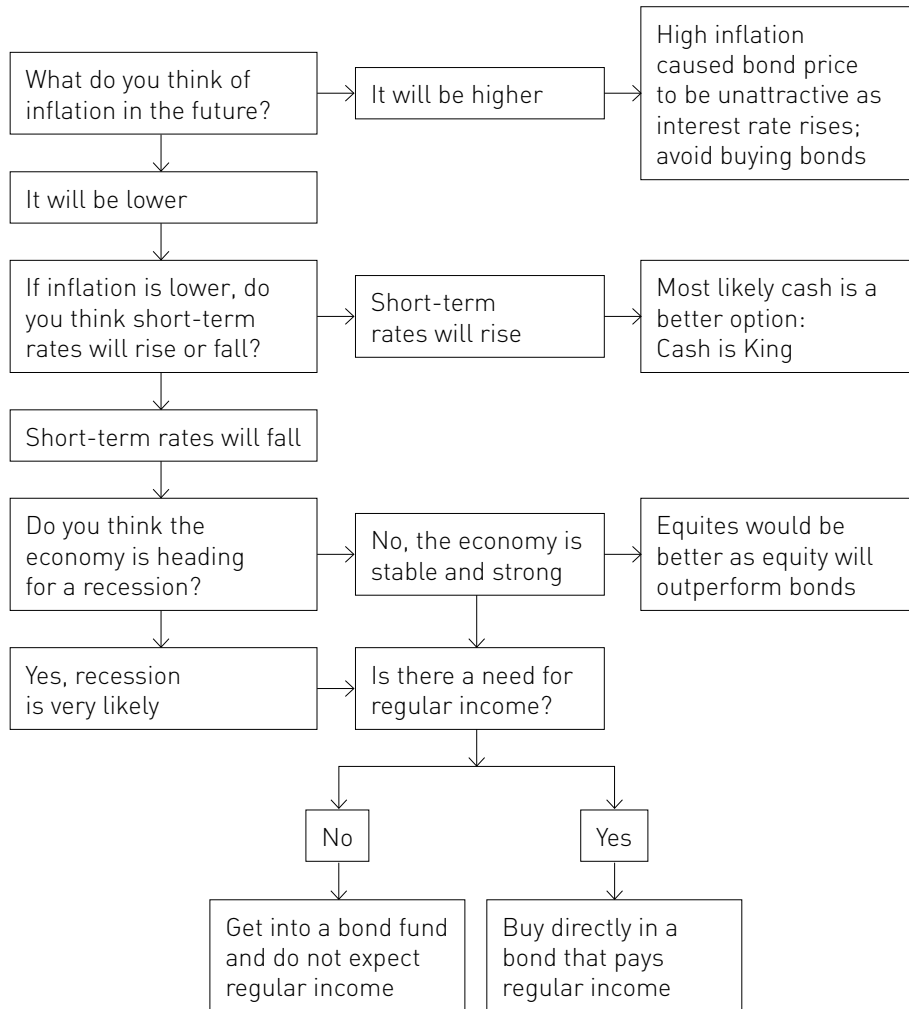 What do you think of
inflation in the future?
It will be higher
High inflation
caused bond price
to be unattractive as
interest rate rises;
avoid buying bonds
It will be lower
If inflation is lower, do
you think short-term
rates will rise or fall?
Short-term
rates will rise
Most likely cash is a
better option:
Cash is King
Short-term rates will fall
Do you think the
economy is heading
for a recession?
No, the economy is
stable and strong
Equites would be
better as equity will
outperform bonds
Yes, recession
is very likely
Is there a need for
regular income?
No
Yes
Get into a bond fund
and do not expect
regular income
Buy directly in a
bond that pays
regular income